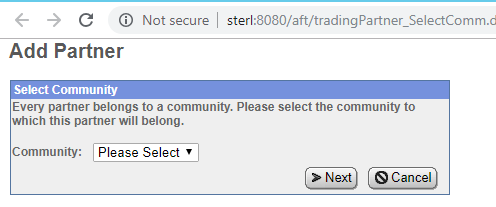 Not secure | sterl:8080/aft/tradingPartner_SelectComm.d
Add Partner
Select Community
Every partner belongs to a community. Please select the community to
which this partner will belong.
Community: Please Select
Next Cancel